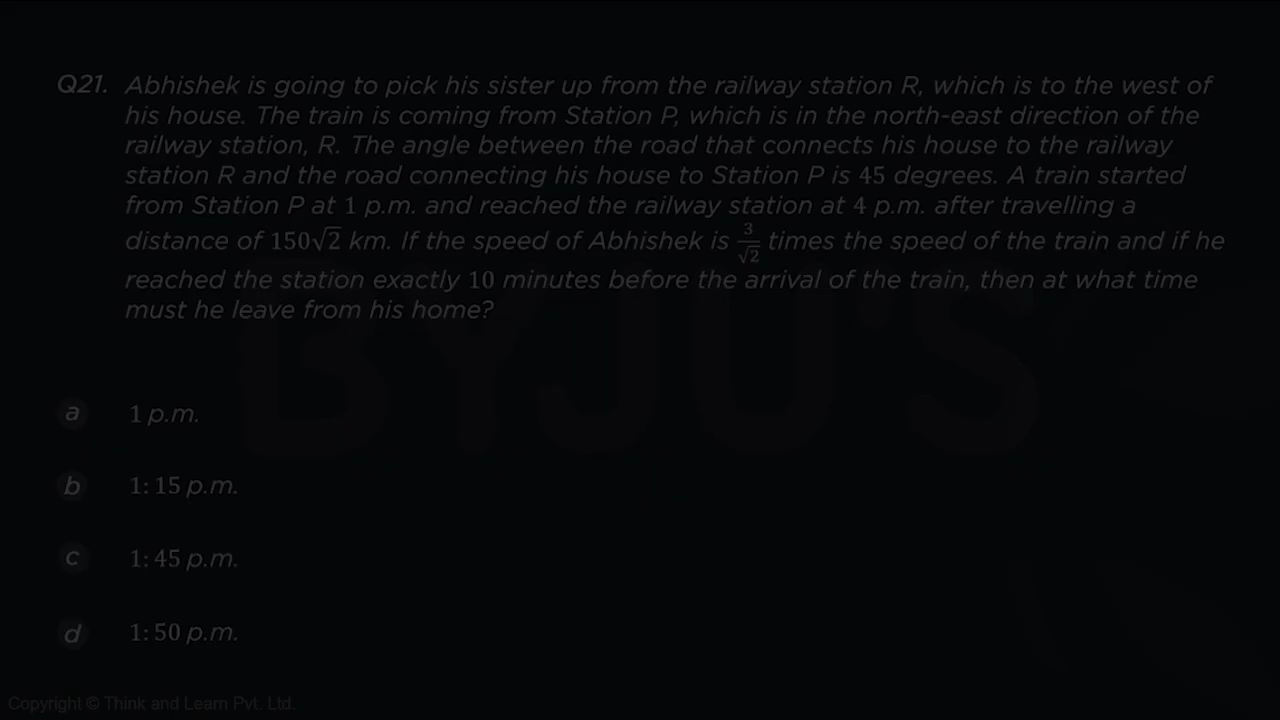 Q21. Abhishek is going to pick his sister up from the railway station R, which is to the west of
his house. The train is coming from Station P, which is in the north-east direction of the
railway station, R. The angle between the road that connects his house to the railway
station R and the road connecting his house to Station P is 45 degrees. A train started
from Station P at 1 p.m. and reached the railway station at 4 p.m. after travelling a
distance of 150√2 km. If the speed of Abhishek is 3/√2 times the speed of the train and if he
reached the station exactly 10 minutes before the arrival of the train, then at what time
must he leave from his home?
a 1 p.m.
b 1:15 p.m.
c 1:45 p.m.
d 1:50 p.m.
BYJU'S
Copyright © Think and Learn Pvt. Ltd.